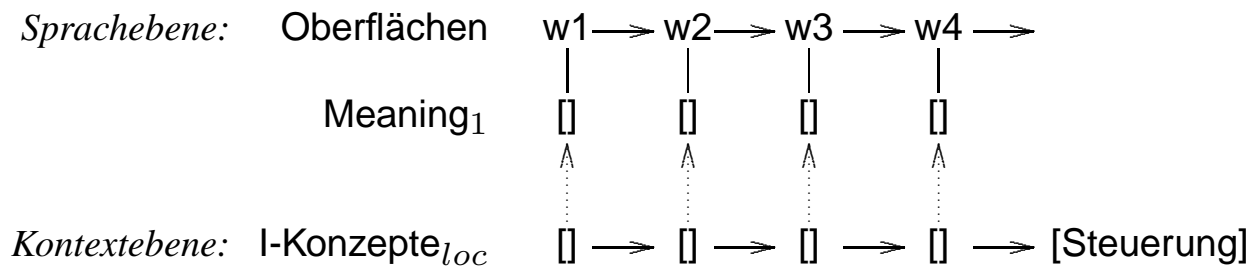 Sprachebene: Oberflächen w1 w2 w3 w4
Meaning1 [] [] [] []
Kontextebene: I-Konzepteloc [] [] [] [] [Steuerung]